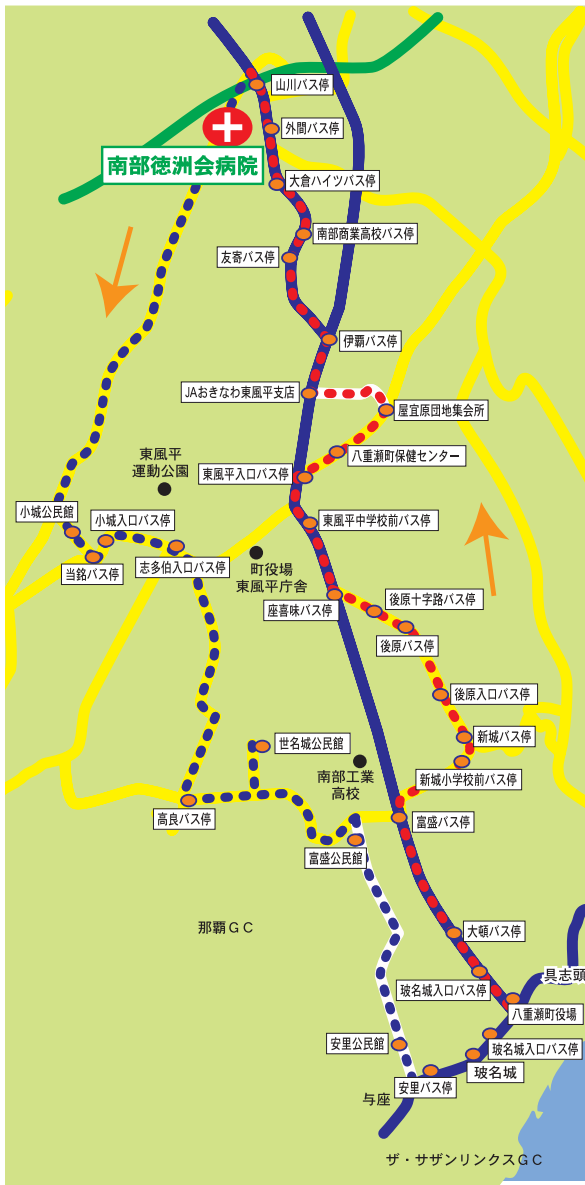 山川バス停
外間バス停
南部徳洲会病院
大倉ハイツバス停
南部商業高校バス停
友寄バス停
伊覇バス停
JAおきなわ東風平支店
屋宜原団地集会所
八重瀬町保健センター
東風平
運動公園
東風平入口バス停
小城公民館
小城入口バス停
東風平中学校前バス停
当銘バス停
志多伯入口バス停
町役場
東風平庁舎
座喜味バス停
後原十字路バス停
後原バス停
後原入口バス停
世名城公民館
新城バス停
南部工業
高校
新城小学校前バス停
高良バス停
富盛バス停
富盛公民館
那覇GC
大頓バス停
具志頭
玻名城入口バス停
八重瀬町役場
安里公民館
玻名城入口バス停
玻名城
安里バス停
与座
ザ・サザンリンクスGC